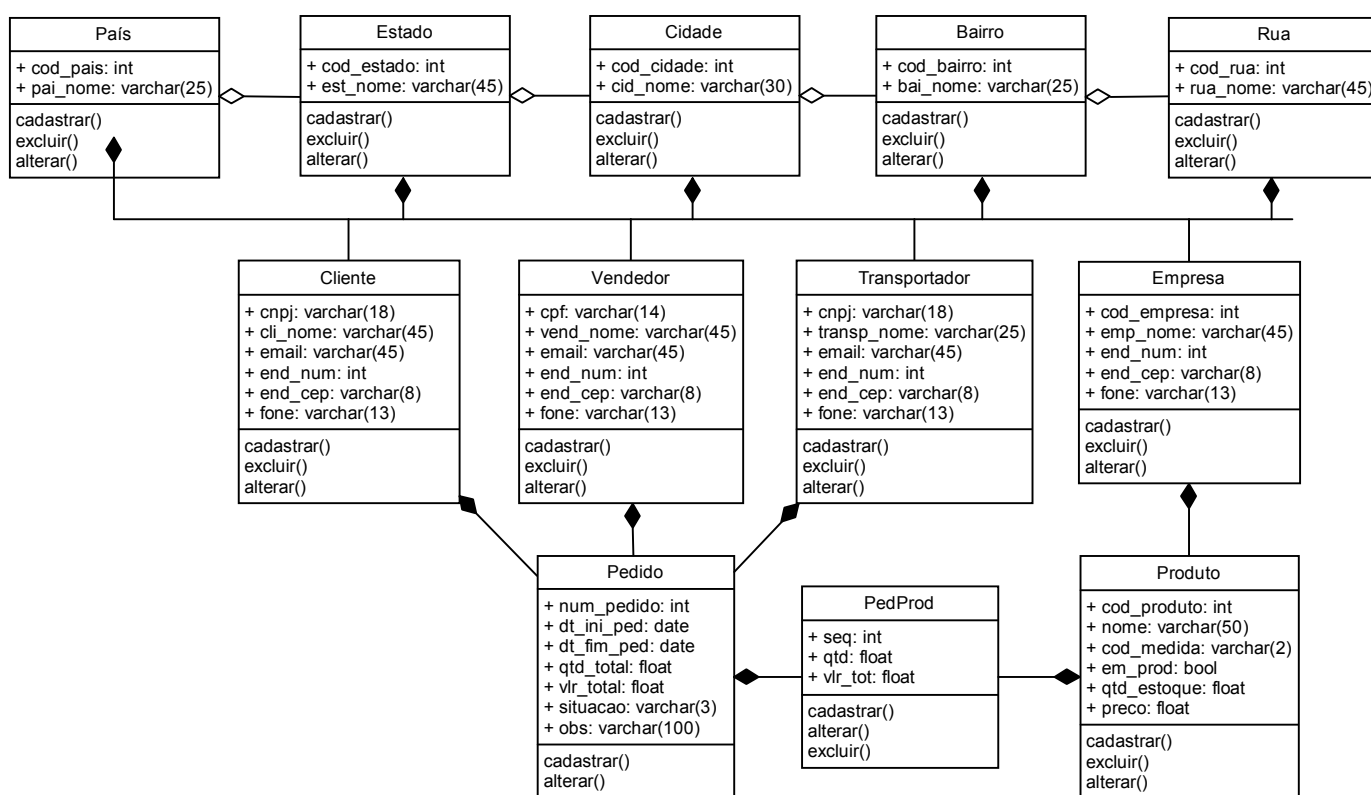 País
+ cod_pais: int
+ pai_nome: varchar(25)
cadastrar()
excluir()
alterar()
Estado
+ cod_estado: int
+ est_nome: varchar(45)
cadastrar()
excluir()
alterar()
Cidade
+ cod_cidade: int
+ cid_nome: varchar(30)
cadastrar()
excluir()
alterar()
Bairro
+ cod_bairro: int
+ bai_nome: varchar(25)
cadastrar()
excluir()
alterar()
Rua
+ cod_rua: int
+ rua_nome: varchar(45)
cadastrar()
excluir()
alterar()
Cliente
+ cnpj: varchar(18)
+ cli_nome: varchar(45)
+ email: varchar(45)
+ end_num: int
+ end_cep: varchar(8)
+ fone: varchar(13)
cadastrar()
excluir()
alterar()
Vendedor
+ cpf: varchar(14)
+ vend_nome: varchar(45)
+ email: varchar(45)
+ end_num: int
+ end_cep: varchar(8)
+ fone: varchar(13)
cadastrar()
excluir()
alterar()
Transportador
+ cnpj: varchar(18)
+ transp_nome: varchar(25)
+ email: varchar(45)
+ end_num: int
+ end_cep: varchar(8)
+ fone: varchar(13)
cadastrar()
excluir()
alterar()
Empresa
+ cod_empresa: int
+ emp_nome: varchar(45)
+ end_num: int
+ end_cep: varchar(8)
+ fone: varchar(13)
cadastrar()
excluir()
alterar()
Pedido
+ num_pedido: int
+ dt_ini_ped: date
+ dt_fim_ped: date
+ qtd_total: float
+ vlr_total: float
+ situacao: varchar(3)
+ obs: varchar(100)
cadastrar()
alterar()
PedProd
+ seq: int
+ qtd: float
+ vlr_tot: float
cadastrar()
alterar()
excluir()
Produto
+ cod_produto: int
+ nome: varchar(50)
+ cod_medida: varchar(2)
+ em_prod: bool
+ qtd_estoque: float
+ preco: float
cadastrar()
excluir()
alterar()